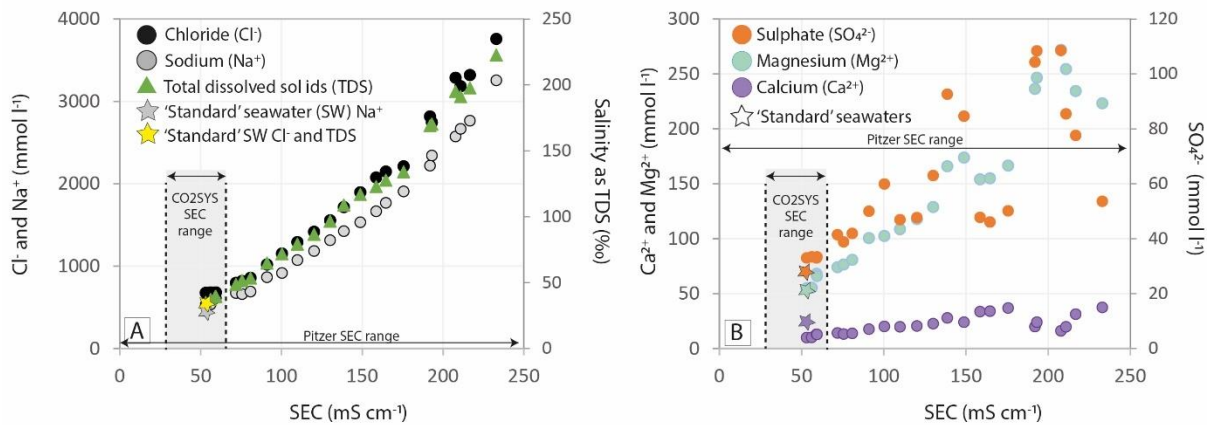 4000
3000
2000
1000
0
Cl⁻ and Na⁺ (mmol l⁻¹)
Chloride (Cl⁻)
Sodium (Na⁺)
Total dissolved sol ids (TDS)
'Standard' seawater (SW) Na⁺
'Standard' SW Cl⁻ and TDS
CO2SYS
SEC
range
A
Pitzer SEC range
250
200
150
100
50
0
Salinity as TDS (‰)
0 50 100 150 200 250
SEC (mS cm⁻¹)
300
250
200
150
100
50
0
Ca²⁺ and Mg²⁺ (mmol l⁻¹)
Sulphate (SO₄²⁻)
Magnesium (Mg²⁺)
Calcium (Ca²⁺)
'Standard' seawaters
Pitzer SEC range
CO2SYS
SEC
range
B
120
100
80
60
40
20
0
SO₄²⁻ (mmol l⁻¹)
0 50 100 150 200 250
SEC (mS cm⁻¹)